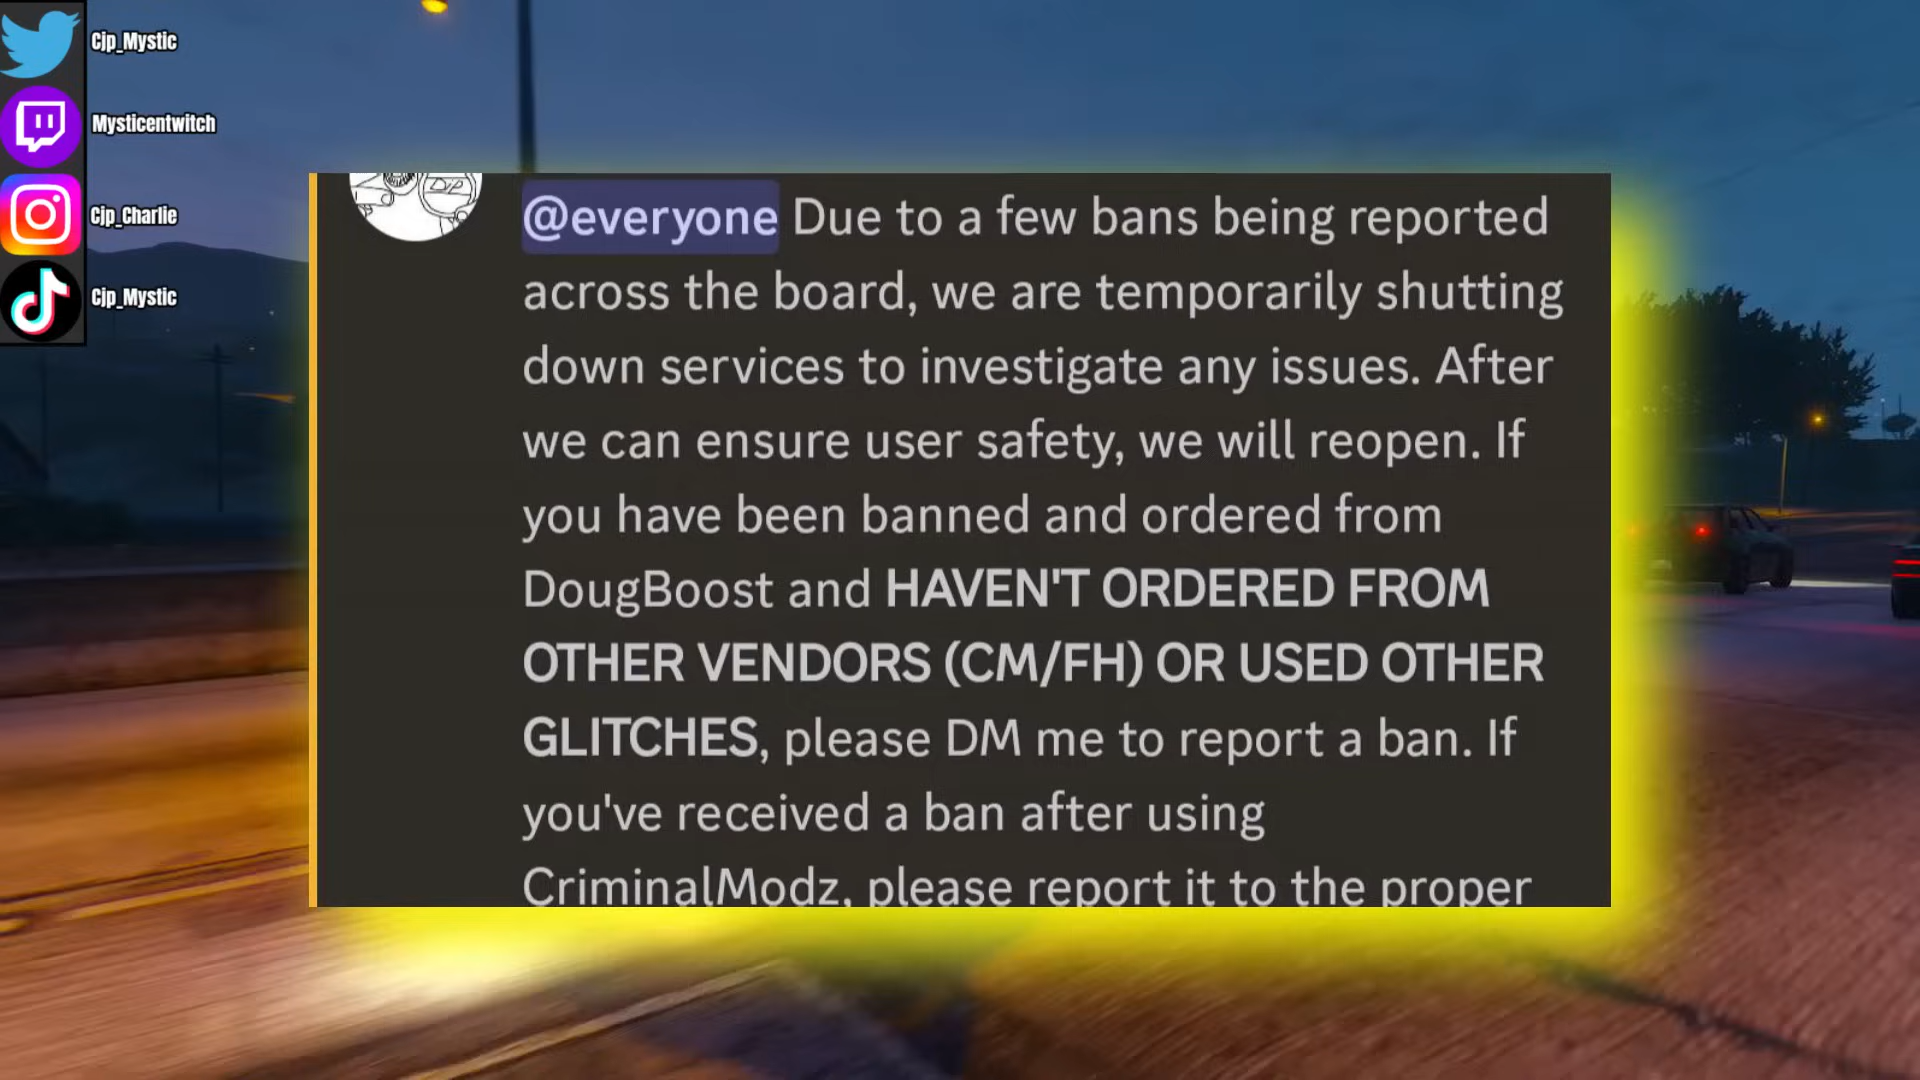 Cjp_Mystic
Mysticentwitch
Cjp_Charlie
Cjp_Mystic
@everyone Due to a few bans being reported
across the board, we are temporarily shutting
down services to investigate any issues. After
we can ensure user safety, we will reopen. If
you have been banned and ordered from
DougBoost and HAVEN'T ORDERED FROM
OTHER VENDORS (CM/FH) OR USED OTHER
GLITCHES, please DM me to report a ban. If
you've received a ban after using
CriminalModz, please report it to the proper